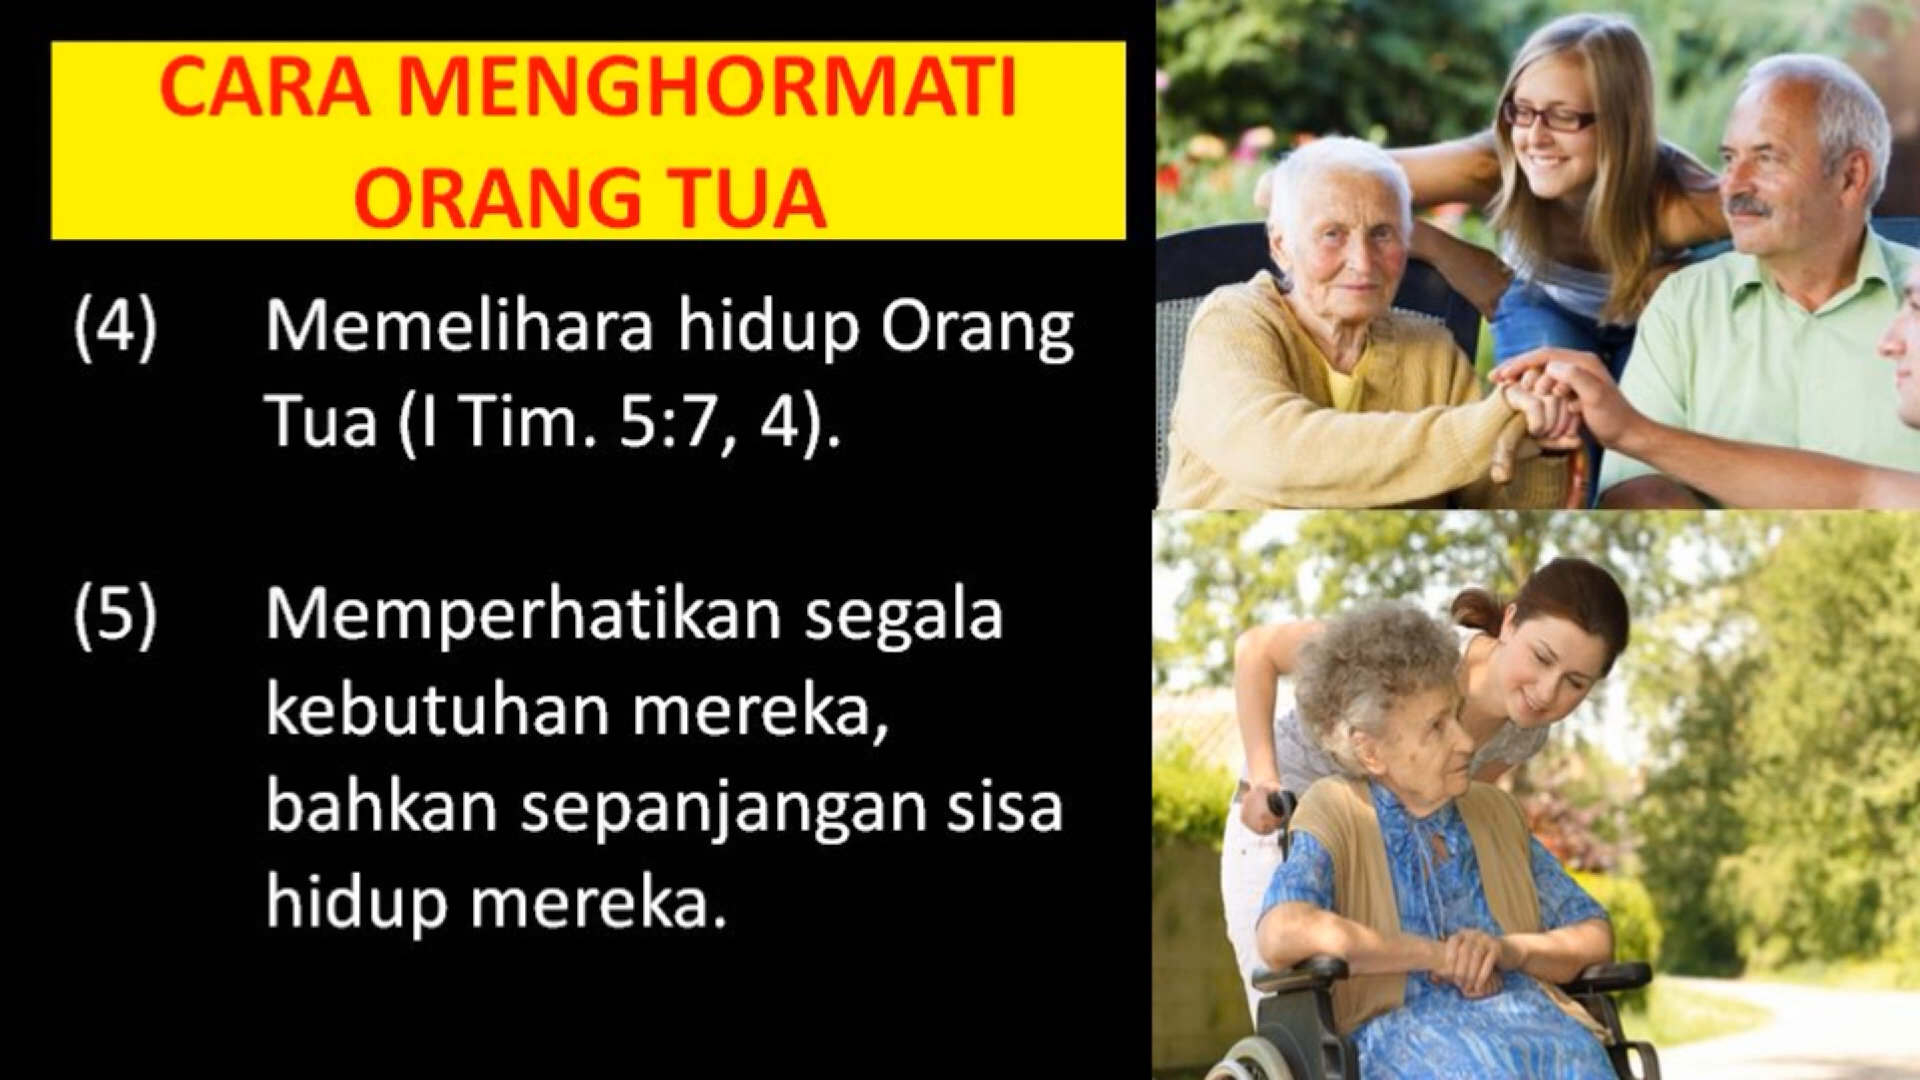 CARA MENGHORMATI
ORANG TUA
(4) Memelihara hidup Orang
Tua (I Tim. 5:7, 4).
(5) Memperhatikan segala
kebutuhan mereka,
bahkan sepanjangan sisa
hidup mereka.